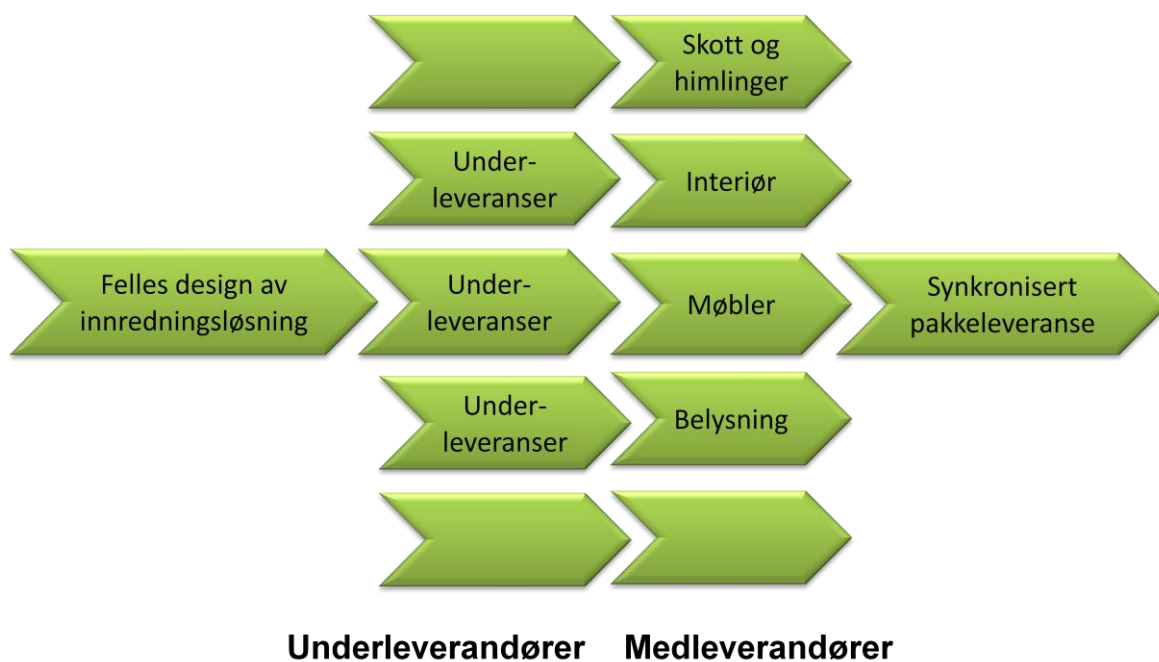 Skott og
himlinger
Under-
leveranser
Interiør
Felles design av
innredningsløsning
Under-
leveranser
Møbler
Synkronisert
pakkeleveranse
Under-
leveranser
Belysning
Underleverandører
Medleverandører